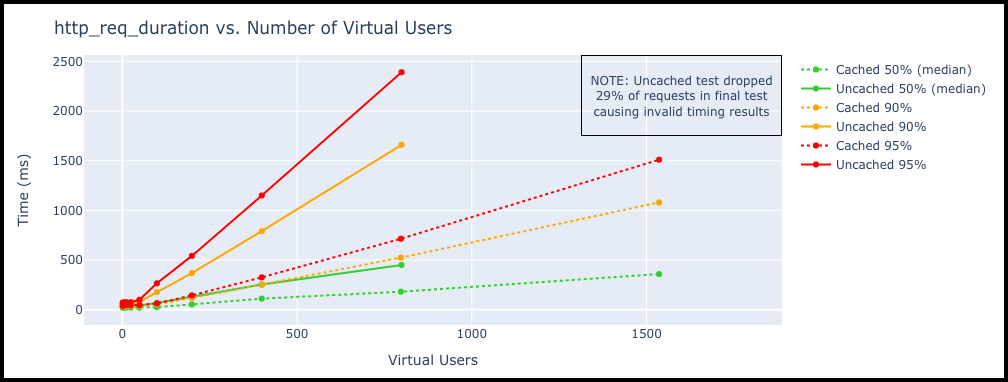 http_req_duration vs. Number of Virtual Users
2500
2000
1500
1000
500
0
Time (ms)
0
500
1000
1500
Virtual Users
NOTE: Uncached test dropped
29% of requests in final test
causing invalid timing results
Cached 50% (median)
Uncached 50% (median)
Cached 90%
Uncached 90%
Cached 95%
Uncached 95%